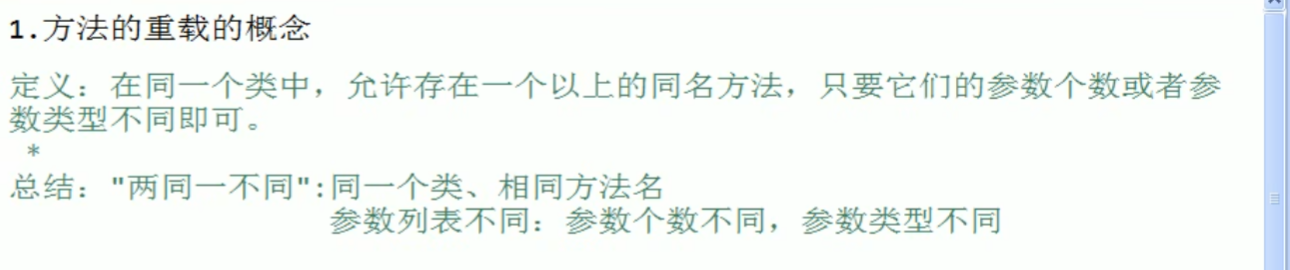 1.方法的重载的概念
定义：在同一个类中，允许存在一个以上的同名方法，只要它们的参数个数或者参
数类型不同即可。
*
总结："两同一不同":同一个类、相同方法名
参数列表不同：参数个数不同，参数类型不同